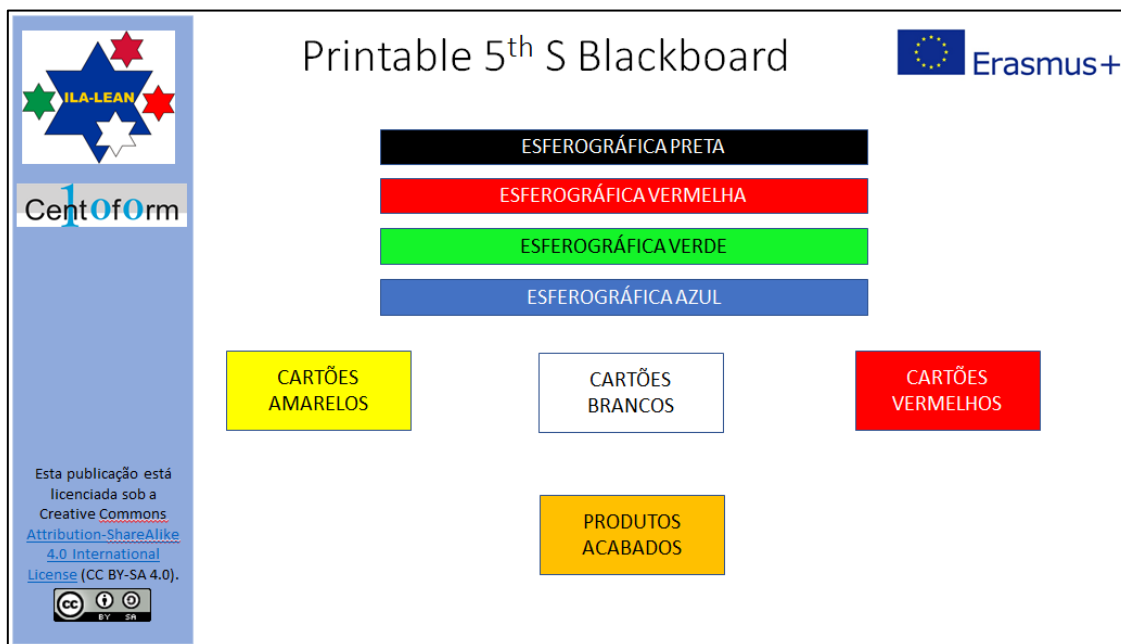 Printable 5th S Blackboard
ILA-LEAN
Cent1oform
Erasmus+
ESFEROGRÁFICA PRETA
ESFEROGRÁFICA VERMELHA
ESFEROGRÁFICA VERDE
ESFEROGRÁFICA AZUL
CARTÕES
AMARELOS
CARTÕES
BRANCOS
CARTÕES
VERMELHOS
PRODUTOS
ACABADOS
Esta publicação está
licenciada sob a
Creative Commons
Attribution-ShareAlike
4.0 International
License (CC BY-SA 4.0).
cc
BY SA